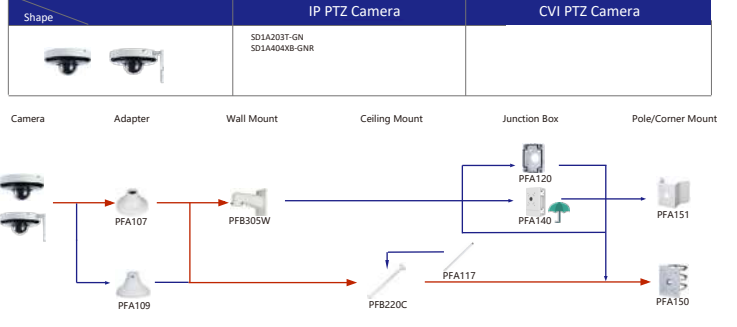 Shape
IP PTZ Camera
CVI PTZ Camera
SD1A203T-GN
SD1A404XB-GNR
Camera
Adapter
Wall Mount
Ceiling Mount
Junction Box
Pole/Corner Mount
PFA120
PFA107
PFB305W
PFA140
PFA151
PFA117
PFA109
PFB220C
PFA150